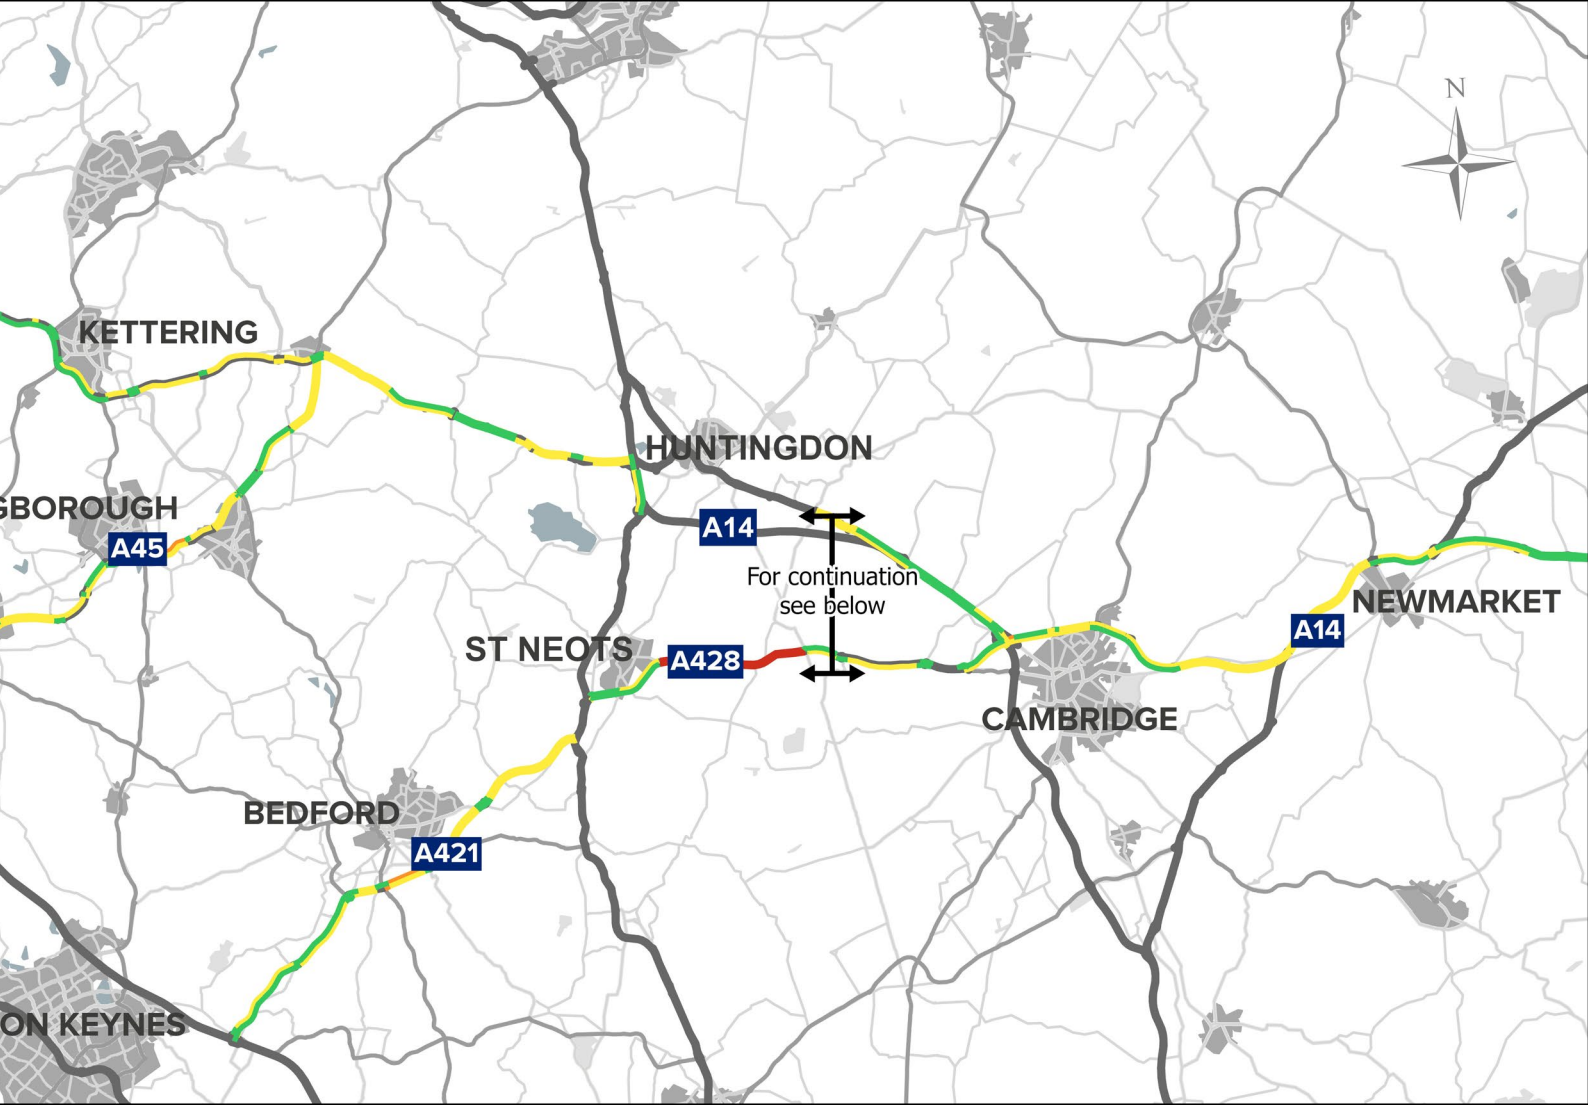 N
KETTERING
HUNTINGDON
GBOROUGH
A14
A45
For continuation
see below
NEWMARKET
A14
ST NEOTS
A428
CAMBRIDGE
BEDFORD
A421
ON KEYNES